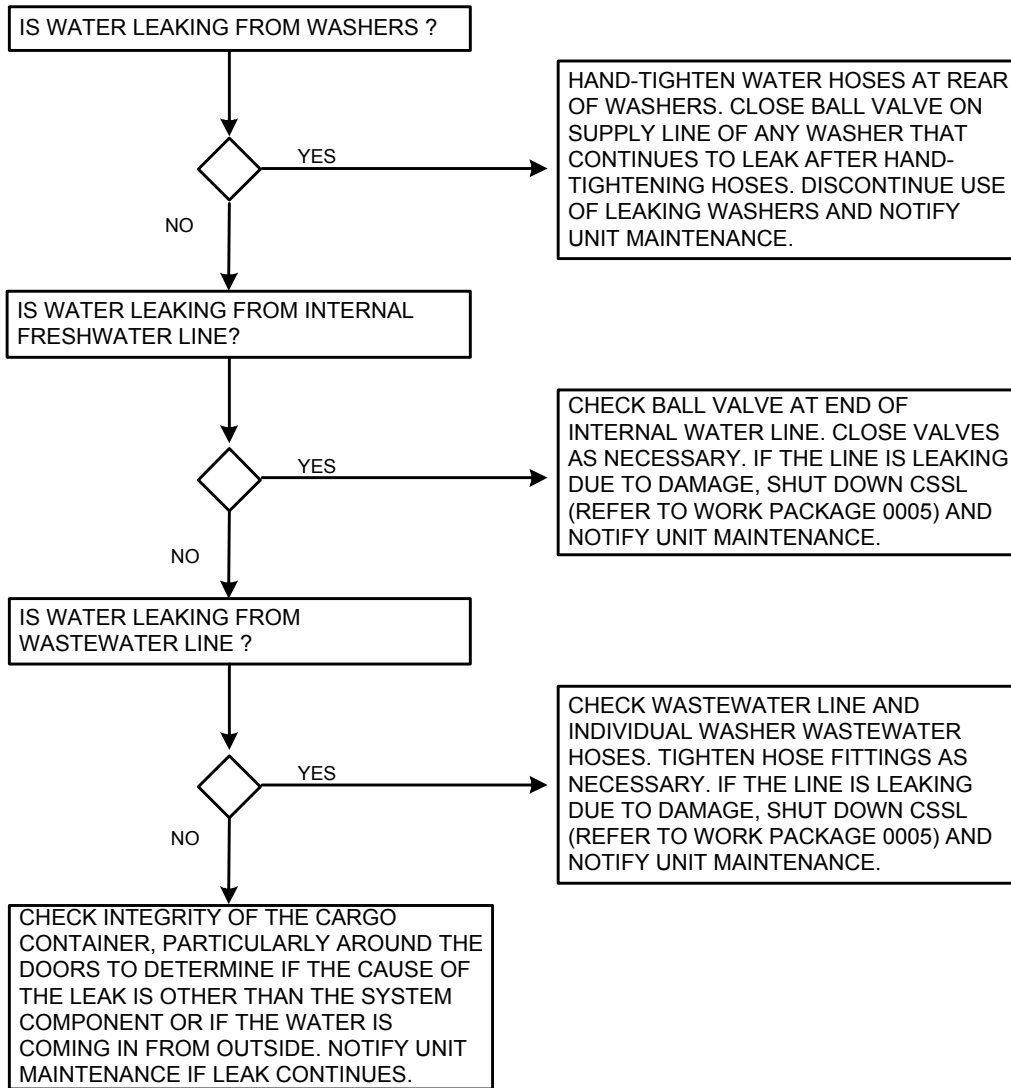 IS WATER LEAKING FROM WASHERS ?
YES
HAND-TIGHTEN WATER HOSES AT REAR
OF WASHERS. CLOSE BALL VALVE ON
SUPPLY LINE OF ANY WASHER THAT
CONTINUES TO LEAK AFTER HAND-
TIGHTENING HOSES. DISCONTINUE USE
OF LEAKING WASHERS AND NOTIFY
UNIT MAINTENANCE.
NO
IS WATER LEAKING FROM INTERNAL
FRESHWATER LINE?
YES
CHECK BALL VALVE AT END OF
INTERNAL WATER LINE. CLOSE VALVES
AS NECESSARY. IF THE LINE IS LEAKING
DUE TO DAMAGE, SHUT DOWN CSSL
(REFER TO WORK PACKAGE 0005) AND
NOTIFY UNIT MAINTENANCE.
NO
IS WATER LEAKING FROM
WASTEWATER LINE ?
YES
CHECK WASTEWATER LINE AND
INDIVIDUAL WASHER WASTEWATER
HOSES. TIGHTEN HOSE FITTINGS AS
NECESSARY. IF THE LINE IS LEAKING
DUE TO DAMAGE, SHUT DOWN CSSL
(REFER TO WORK PACKAGE 0005) AND
NOTIFY UNIT MAINTENANCE.
NO
CHECK INTEGRITY OF THE CARGO
CONTAINER, PARTICULARLY AROUND THE
DOORS TO DETERMINE IF THE CAUSE OF
THE LEAK IS OTHER THAN THE SYSTEM
COMPONENT OR IF THE WATER IS
COMING IN FROM OUTSIDE. NOTIFY UNIT
MAINTENANCE IF LEAK CONTINUES.